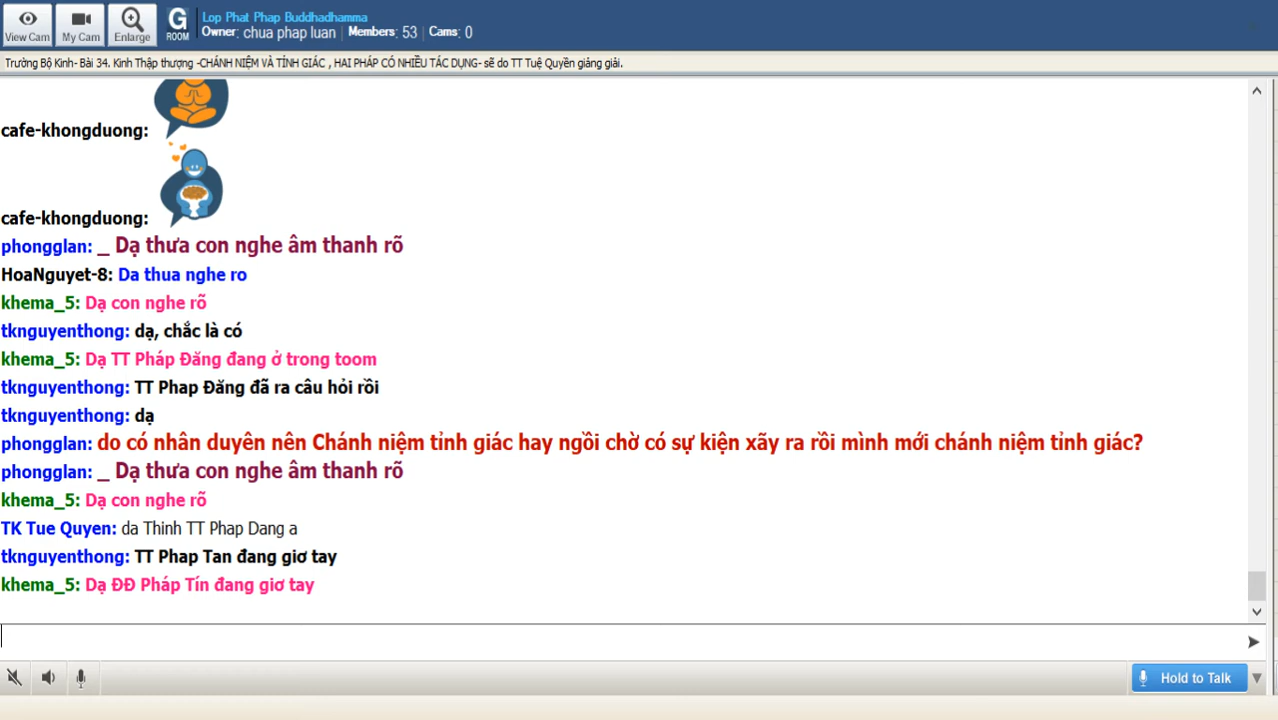 View Cam
My Cam
Enlarge
G
ROOM
Lop Phat Phap Buddhadhamma
Owner: chua phap luan | Members: 53 | Cams: 0
Trường Bộ Kinh- Bài 34. Kinh Thập thượng -CHÁNH NIỆM VÀ TỈNH GIÁC , HAI PHÁP CÓ NHIỀU TÁC DỤNG- sẽ do TT Tuệ Quyền giảng giải.
cafe-khongduong:
cafe-khongduong:
phongglan: _ Dạ thưa con nghe âm thanh rõ
HoaNguyet-8: Da thua nghe ro
khema_5: Dạ con nghe rõ
tknguyenthong: dạ, chắc là có
khema_5: Dạ TT Pháp Đăng đang ở trong toom
tknguyenthong: TT Phap Đăng đã ra câu hỏi rồi
tknguyenthong: dạ
phongglan: do có nhân duyên nên Chánh niệm tỉnh giác hay ngồi chờ có sự kiện xãy ra rồi mình mới chánh niệm tỉnh giác?
phongglan: _ Dạ thưa con nghe âm thanh rõ
khema_5: Dạ con nghe rõ
TK Tue Quyen: da Thinh TT Phap Dang a
tknguyenthong: TT Phap Tan đang giơ tay
khema_5: Dạ ĐĐ Pháp Tín đang giơ tay
Hold to Talk